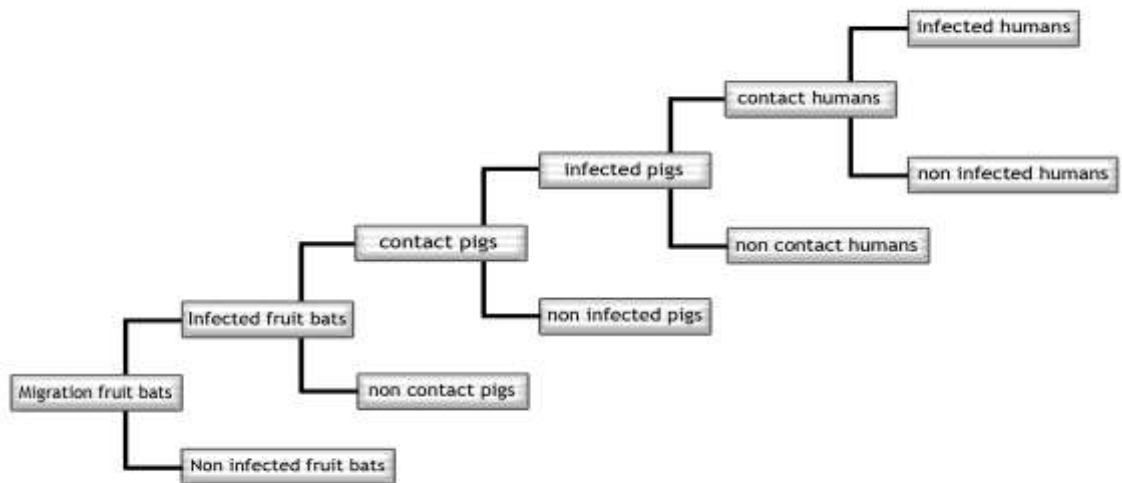 infected humans
contact humans
infected pigs
non infected humans
contact pigs
non contact humans
Infected fruit bats
non infected pigs
Migration fruit bats
non contact pigs
Non infected fruit bats